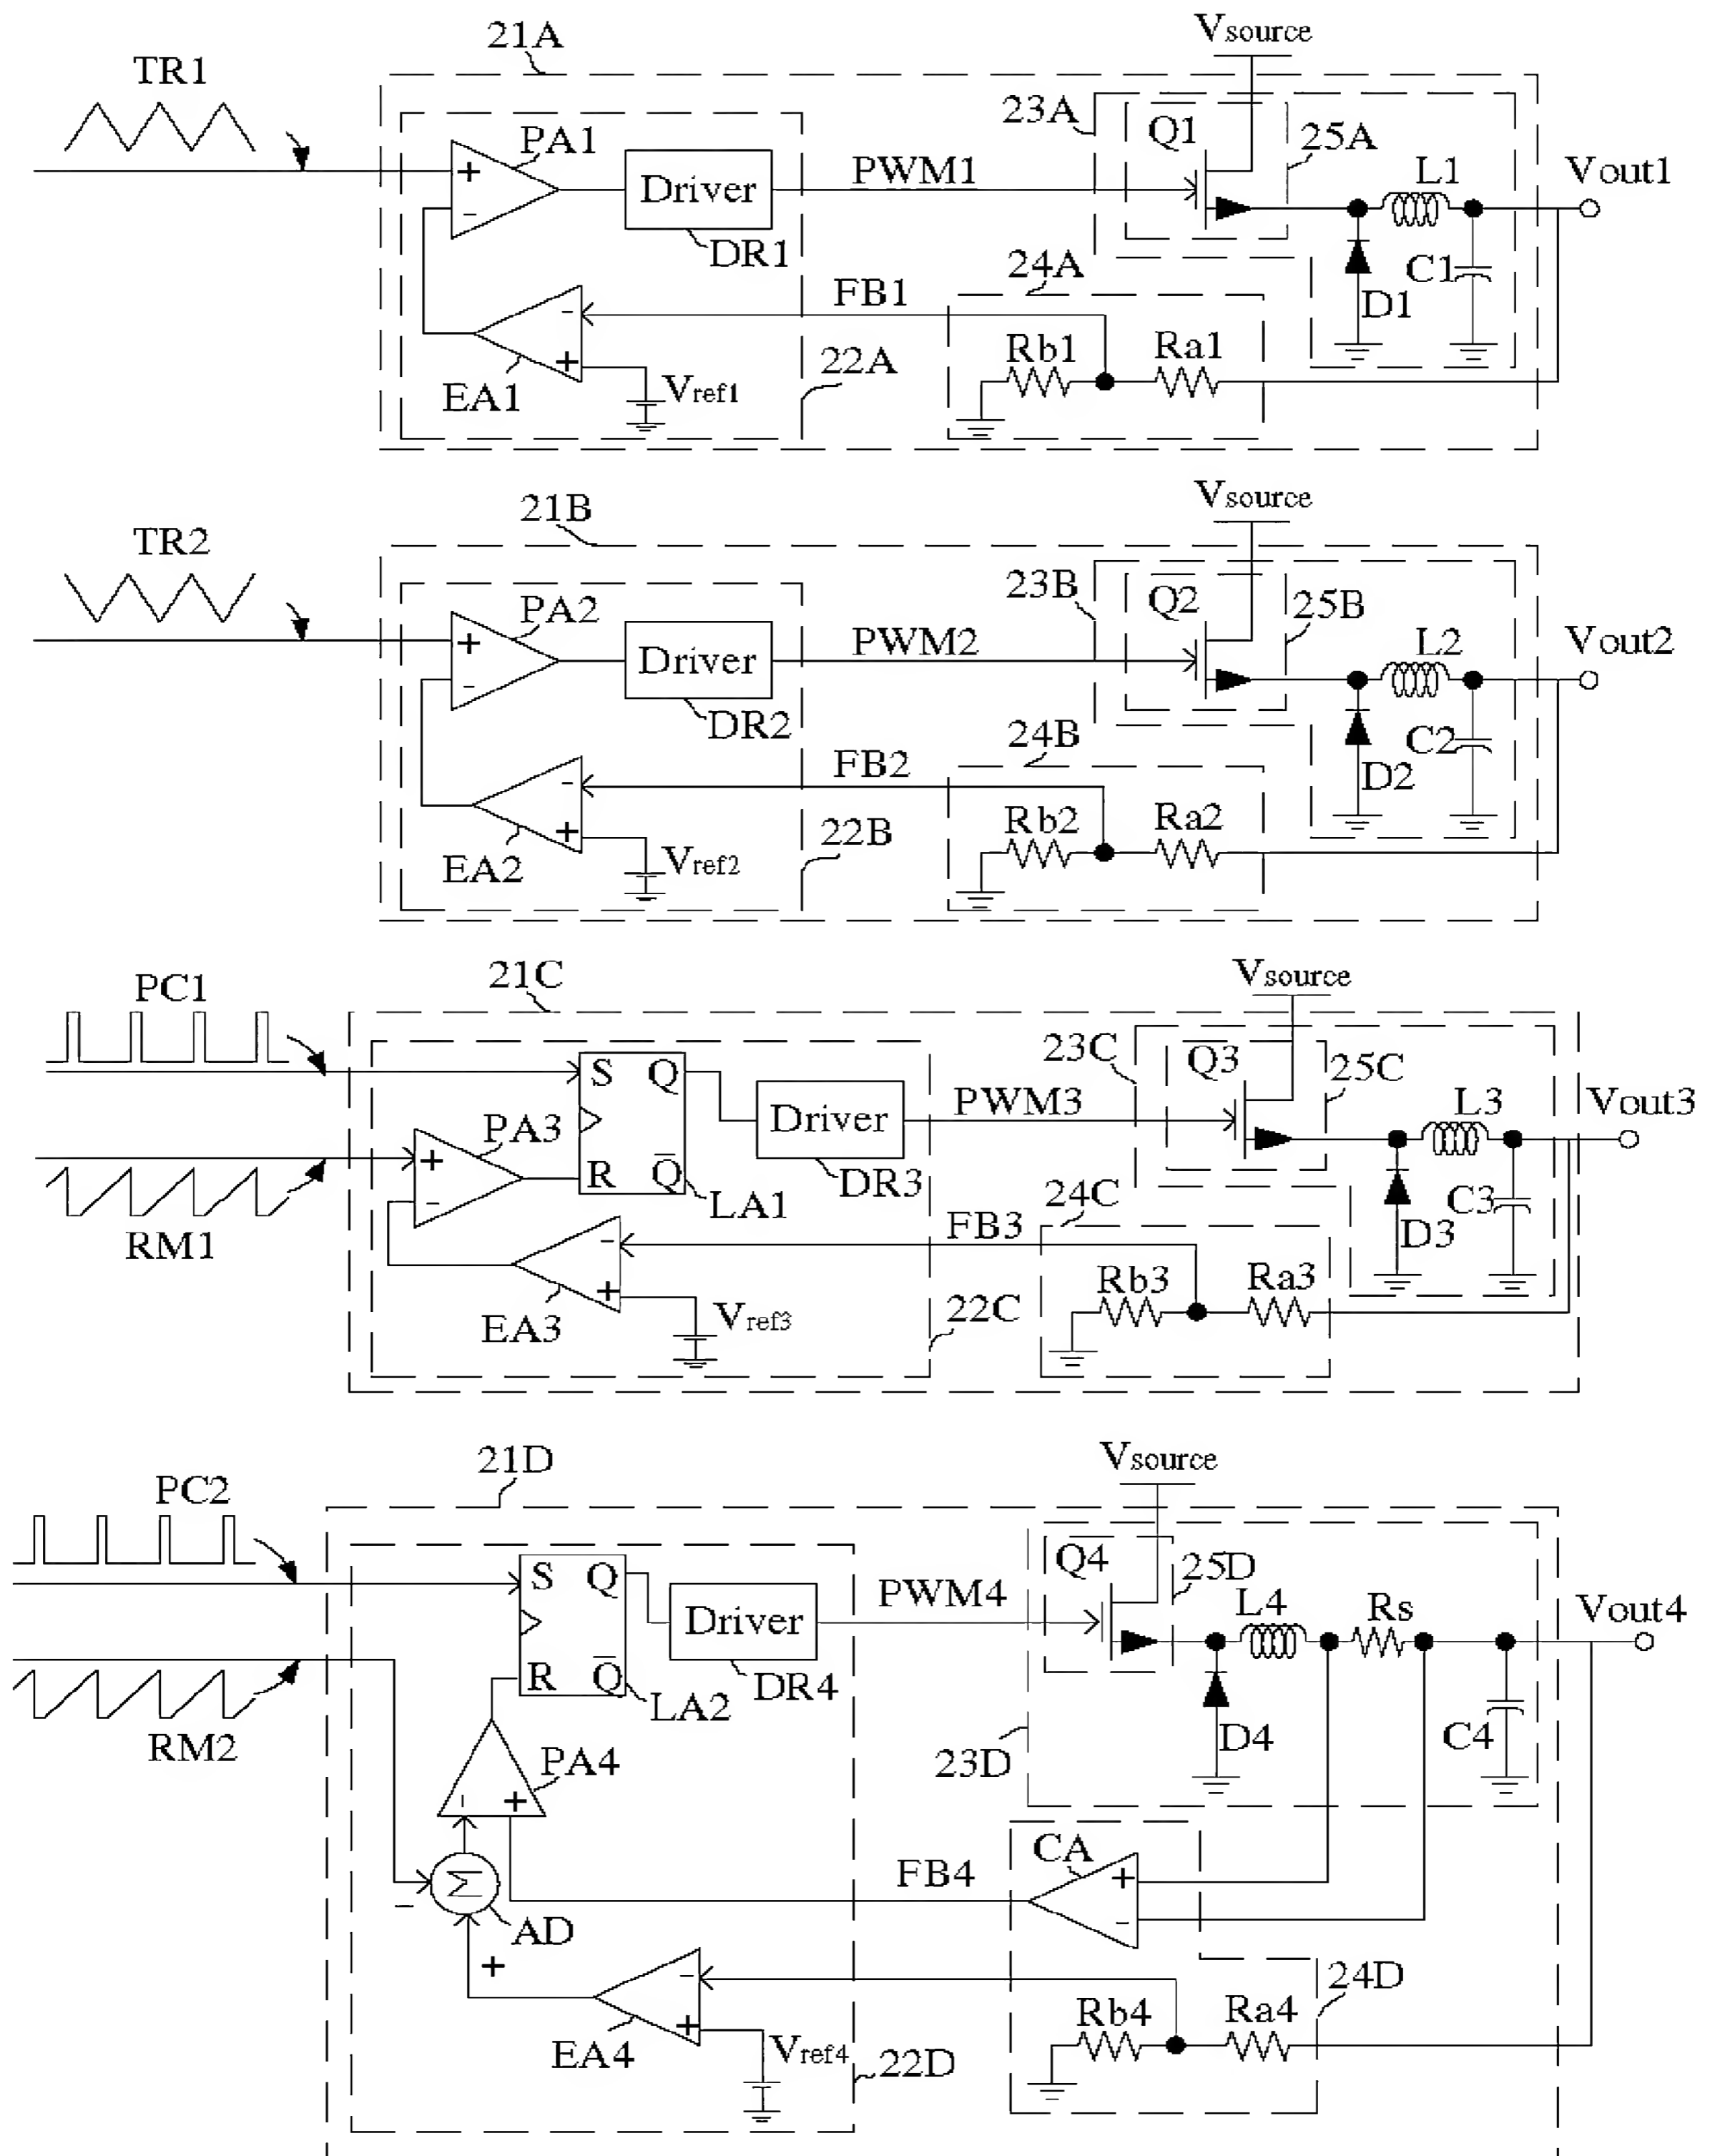 21A
Vsource
TR1
23A
Q1
25A
PA1
+
-
Driver
PWM1
L1
Vout1
DR1
24A
C1
FB1
D1
-
+
Rb1
Ra1
22A
EA1
Vref1
21B
Vsource
TR2
23B
Q2
25B
PA2
+
-
Driver
PWM2
L2
Vout2
DR2
24B
C2
FB2
D2
-
+
Rb2
Ra2
22B
EA2
Vref2
21C
Vsource
PC1
23C
Q3
25C
S
Q
PA3
Driver
PWM3
L3
Vout3
+
-
R
Q̅
LA1
DR3
24C
C3
RM1
FB3
D3
-
+
Rb3
Ra3
EA3
Vref3
22C
21D
Vsource
PC2
Q4
25D
S
Q
Driver
PWM4
L4
Rs
Vout4
R
Q̅
LA2
DR4
RM2
D4
C4
PA4
23D
-
+
CA
FB4
+
-
Σ
-
AD
+
-
+
24D
Rb4
Ra4
EA4
Vref4
22D